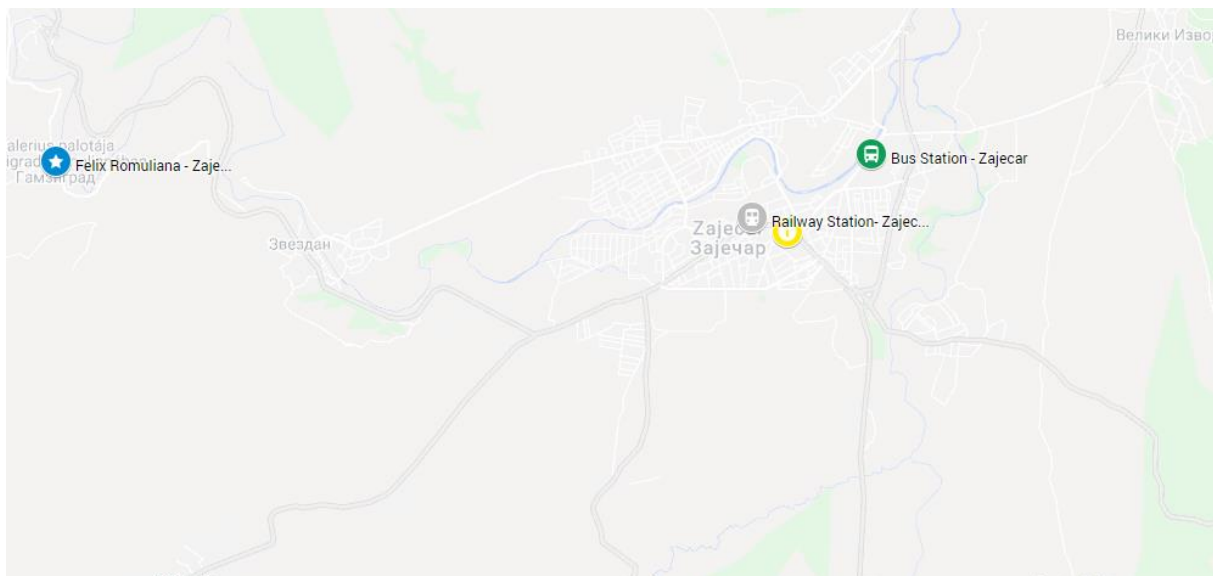 Велики Изво
alerius palotája
Felix Romuliana - Zaje...
Гамзиград
Bus Station - Zajecar
Railway Station- Zajec...
Зајечар
Звездан